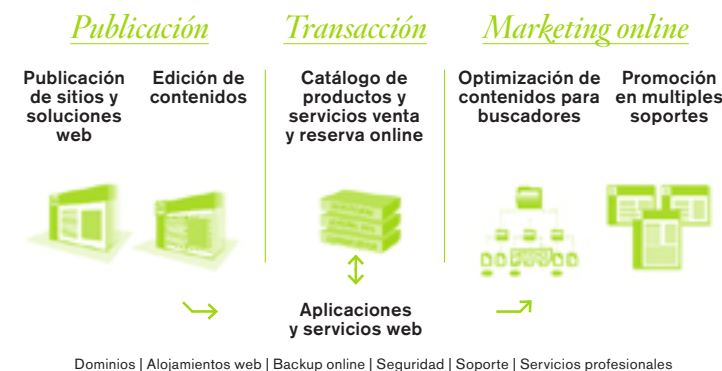 Publicación
Transacción
Marketing online
Publicación
de sitios y
soluciones
web
Edición de
contenidos
Catálogo de
productos y
servicios venta
y reserva online
Optimización de
contenidos para
buscadores
Promoción
en multiples
soportes
Aplicaciones
y servicios web
Dominios | Alojamientos web | Backup online | Seguridad | Soporte | Servicios profesionales